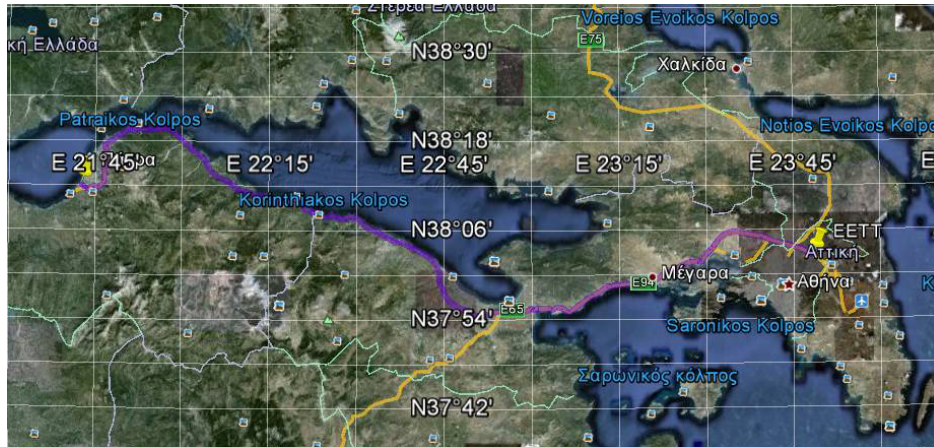 Στερεά Ελλάδα
Voreios Evoikos Kolpos
E75
κή Ελλάδα
N38°30'
Χαλκίδα
Patraikos Kolpos
N38°18'
Notios Evoikos Kolpo
E 21°45'
E 22°15'
E 22°45'
E 23°15'
E 23°45'
E
Korinthiakos Kolpos
N38°06'
EETT
Αττική
Μέγαρα
E94
Αθήνα
E65
N37°54'
Saronikos Kolpos
Σαρωνικός κόλπος
N37°42'